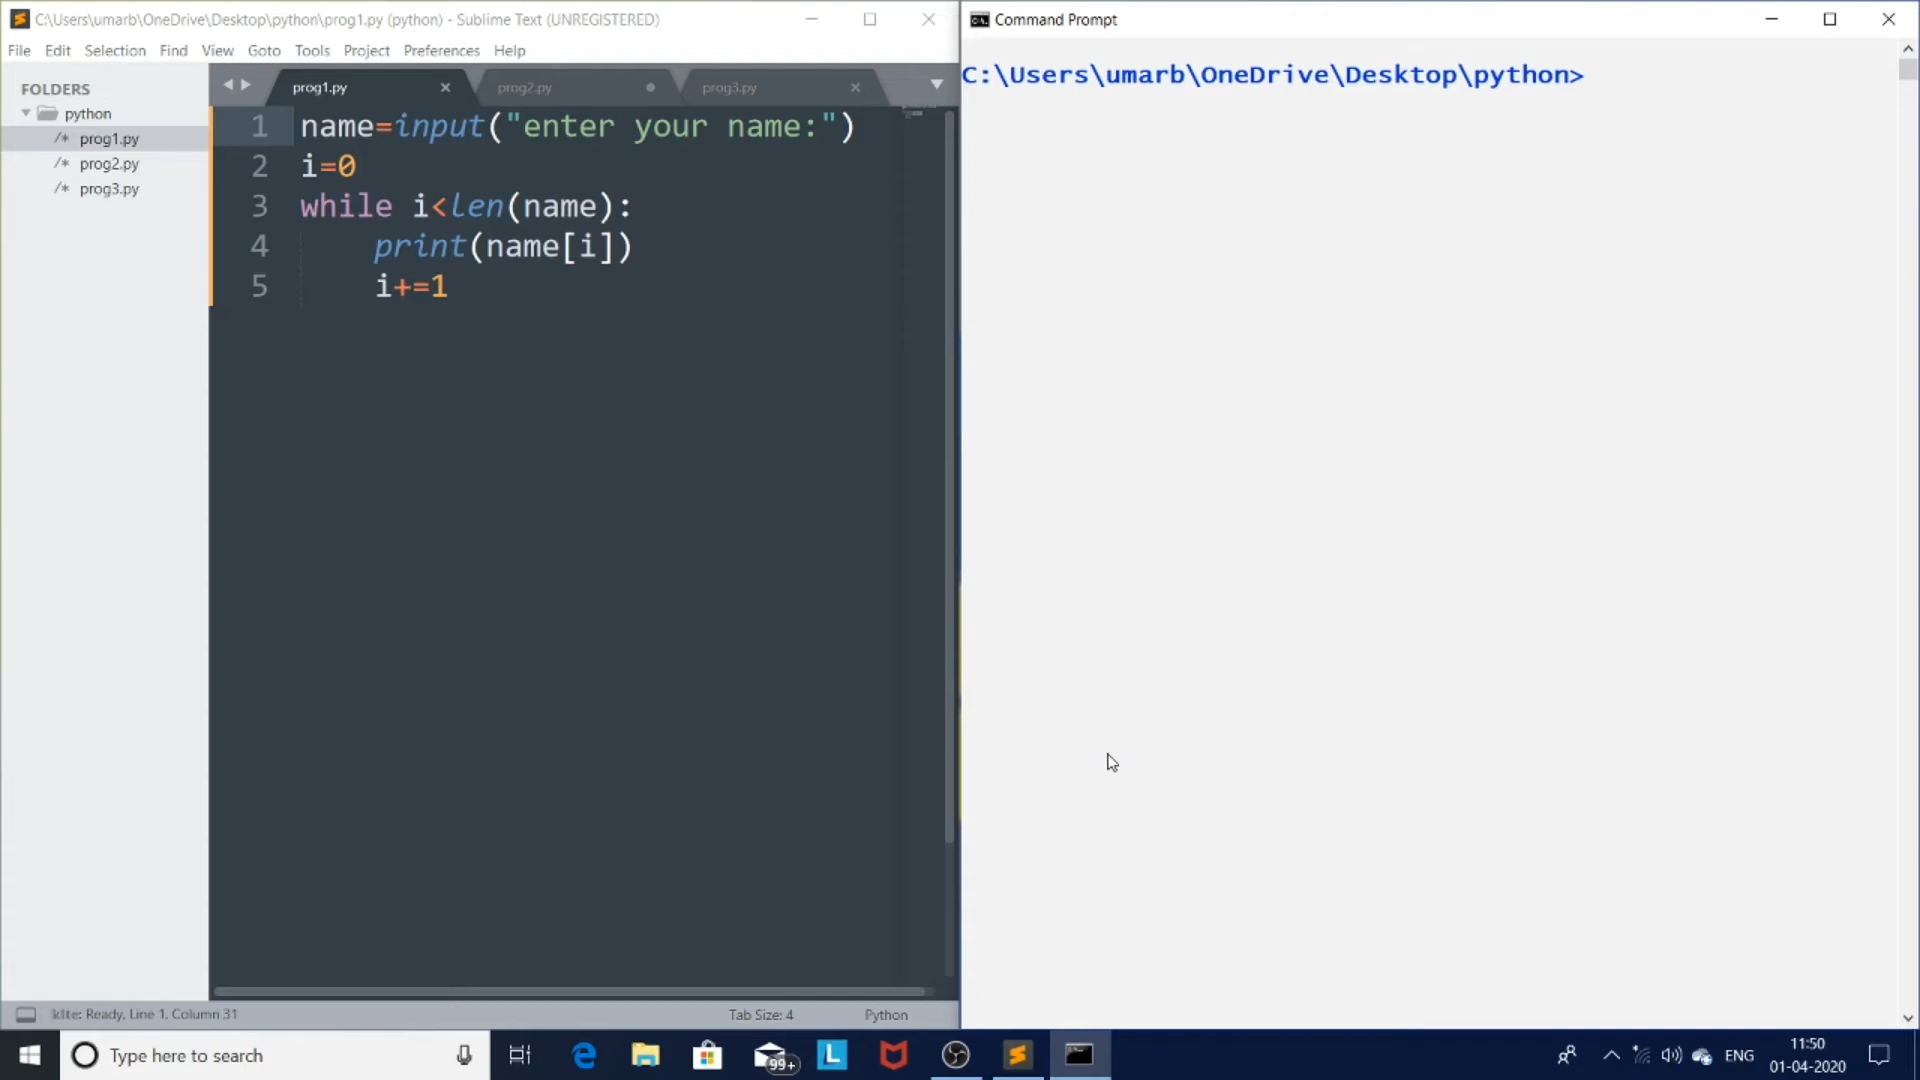 C:\Users\umarb\OneDrive\Desktop\python\prog1.py (python) - Sublime Text (UNREGISTERED)
File Edit Selection Find View Goto Tools Project Preferences Help
FOLDERS
python
/* prog1.py
/* prog2.py
/* prog3.py
prog1.py prog2.py prog3.py
1 name=input("enter your name:")
2 i=0
3 while i<len(name):
4 print(name[i])
5 i+=1
kite: Ready, Line 1, Column 31
Tab Size: 4
Python
Command Prompt
C:\Users\umarb\OneDrive\Desktop\python>
Type here to search
99+
L
ENG
11:50
01-04-2020